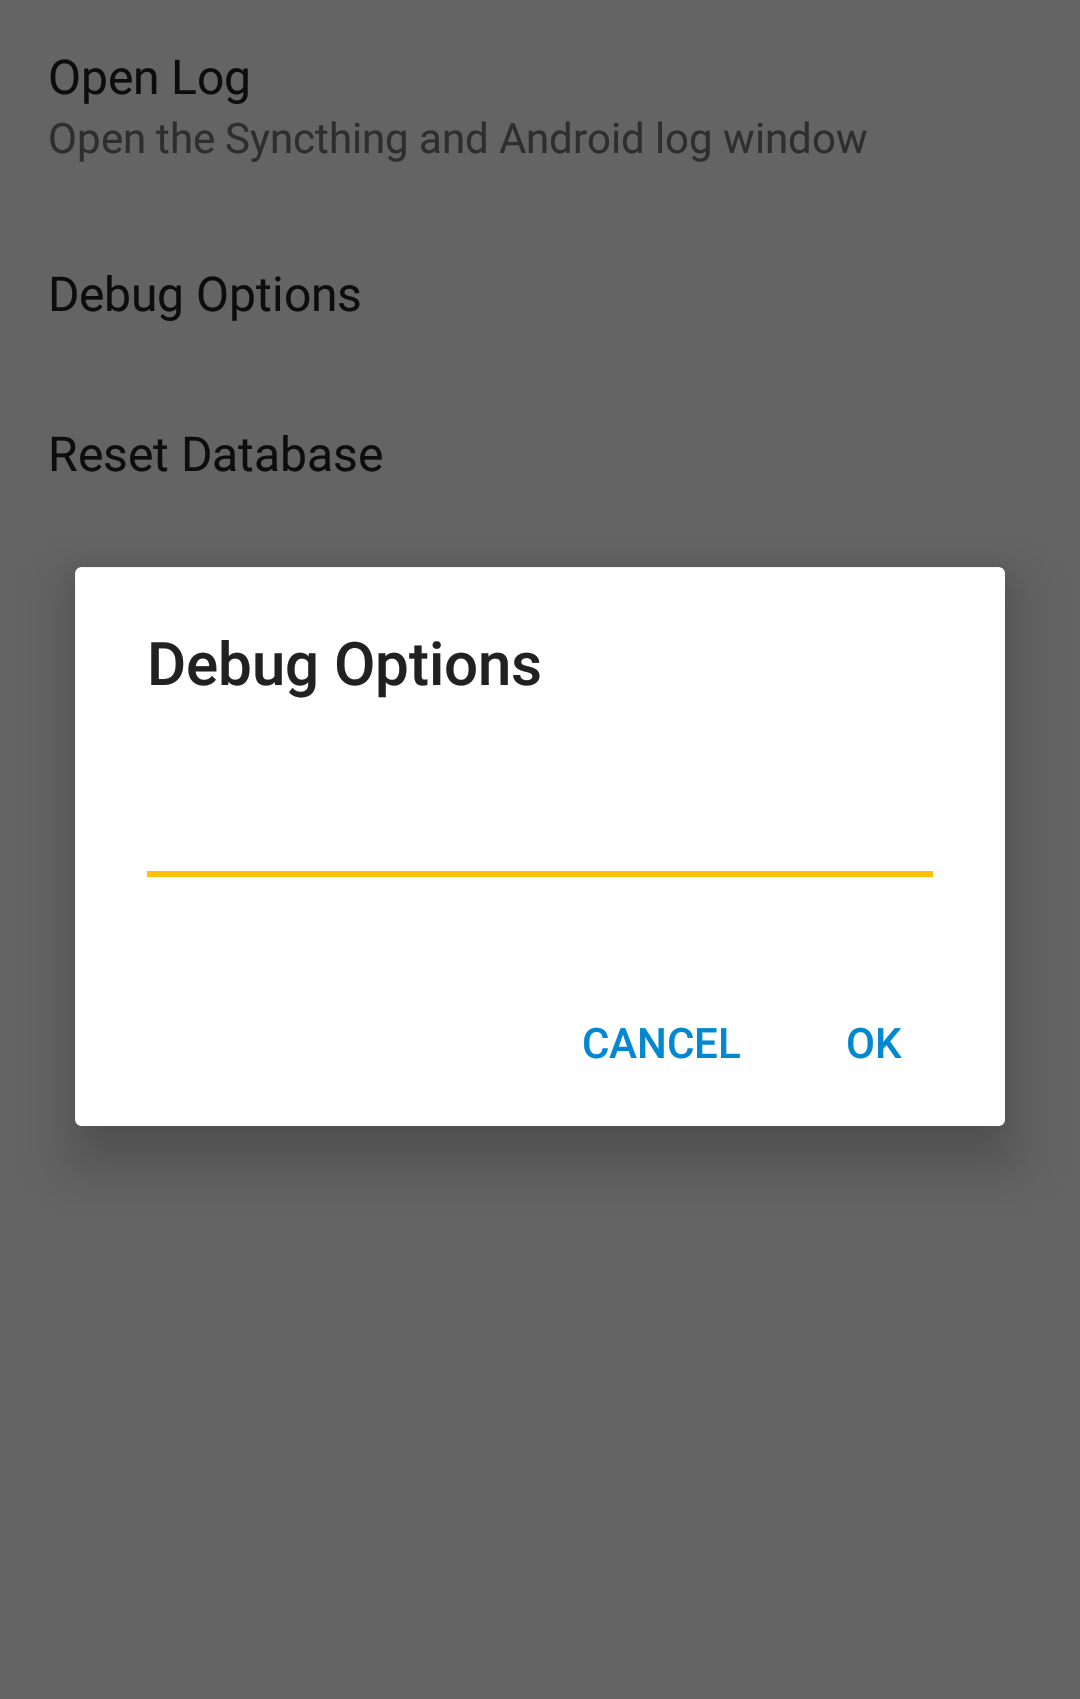 Open Log
Open the Syncthing and Android log window
Debug Options
Reset Database
Debug Options
CANCEL OK